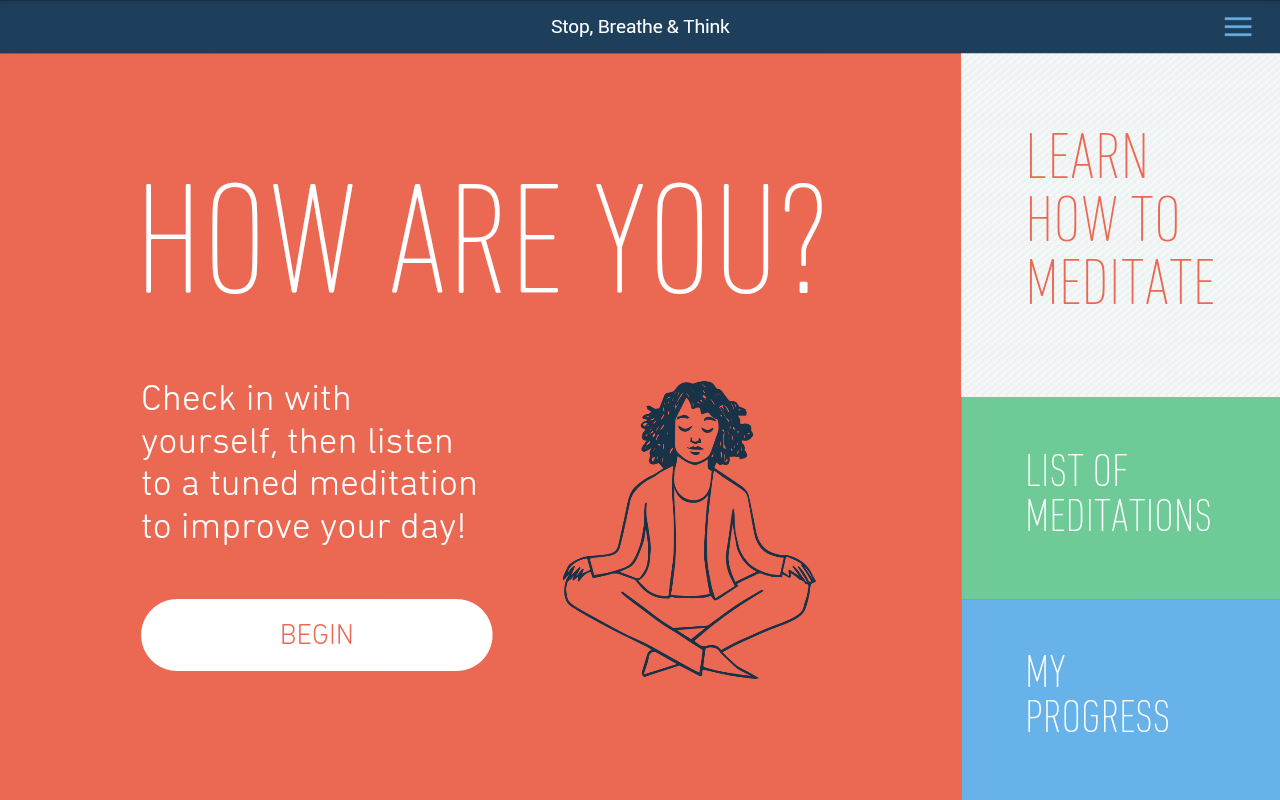 Stop, Breathe & Think
HOW ARE YOU?
Check in with
yourself, then listen
to a tuned meditation
to improve your day!
BEGIN
LEARN
HOW TO
MEDITATE
LIST OF
MEDITATIONS
MY
PROGRESS